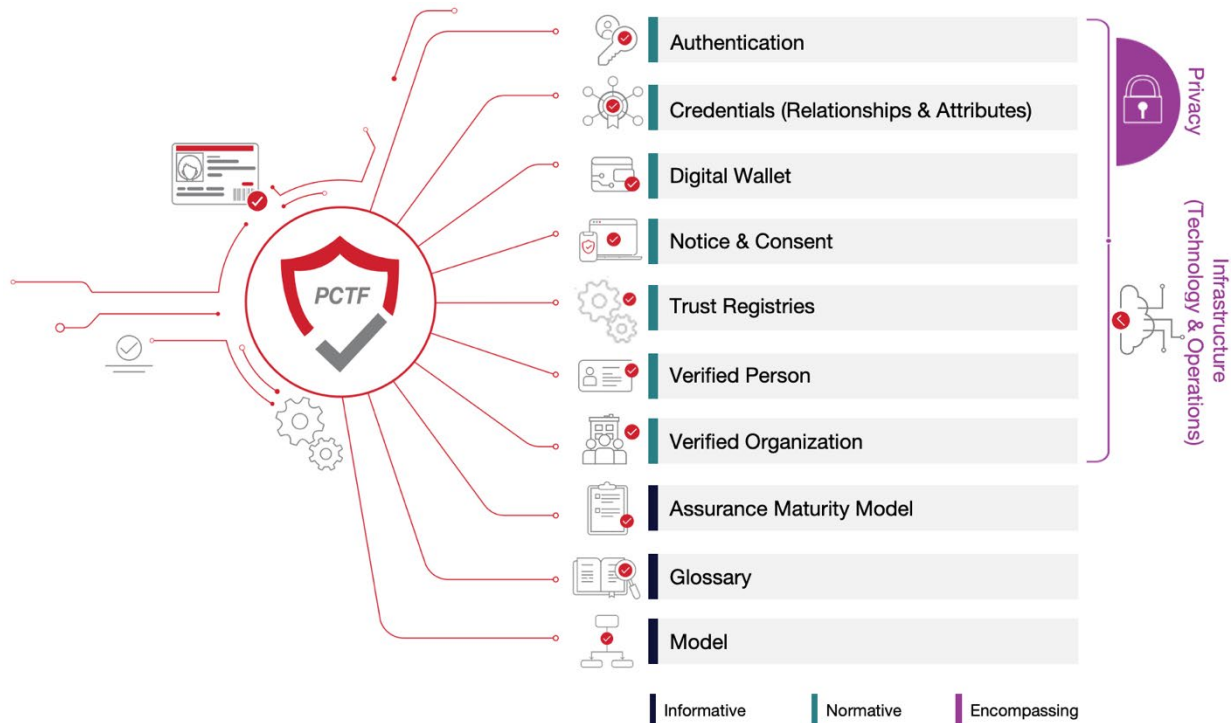 PCTF
Authentication
Credentials (Relationships & Attributes)
Digital Wallet
Notice & Consent
Trust Registries
Verified Person
Verified Organization
Assurance Maturity Model
Glossary
Model
Privacy
Infrastructure
(Technology & Operations)
Informative
Normative
Encompassing